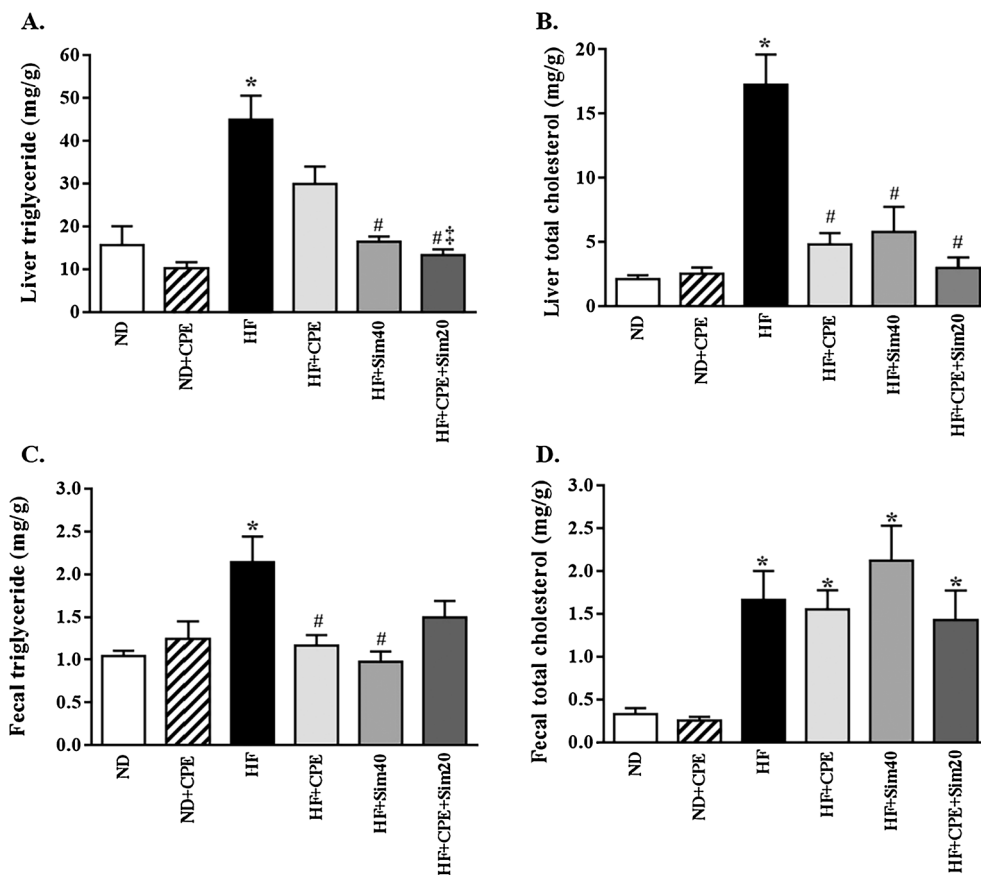 A.
Liver triglyceride (mg/g)
60
50
40
30
20
10
0
*
#
#‡
ND
ND+CPE
HF
HF+CPE
HF+Sim40
HF+CPE+Sim20
B.
Liver total cholesterol (mg/g)
20
15
10
5
0
*
#
#
#
ND
ND+CPE
HF
HF+CPE
HF+Sim40
HF+CPE+Sim20
C.
Fecal triglyceride (mg/g)
3.0
2.5
2.0
1.5
1.0
0.5
0.0
*
#
#
ND
ND+CPE
HF
HF+CPE
HF+Sim40
HF+CPE+Sim20
D.
Fecal total cholesterol (mg/g)
3.0
2.5
2.0
1.5
1.0
0.5
0.0
*
*
*
*
ND
ND+CPE
HF
HF+CPE
HF+Sim40
HF+CPE+Sim20